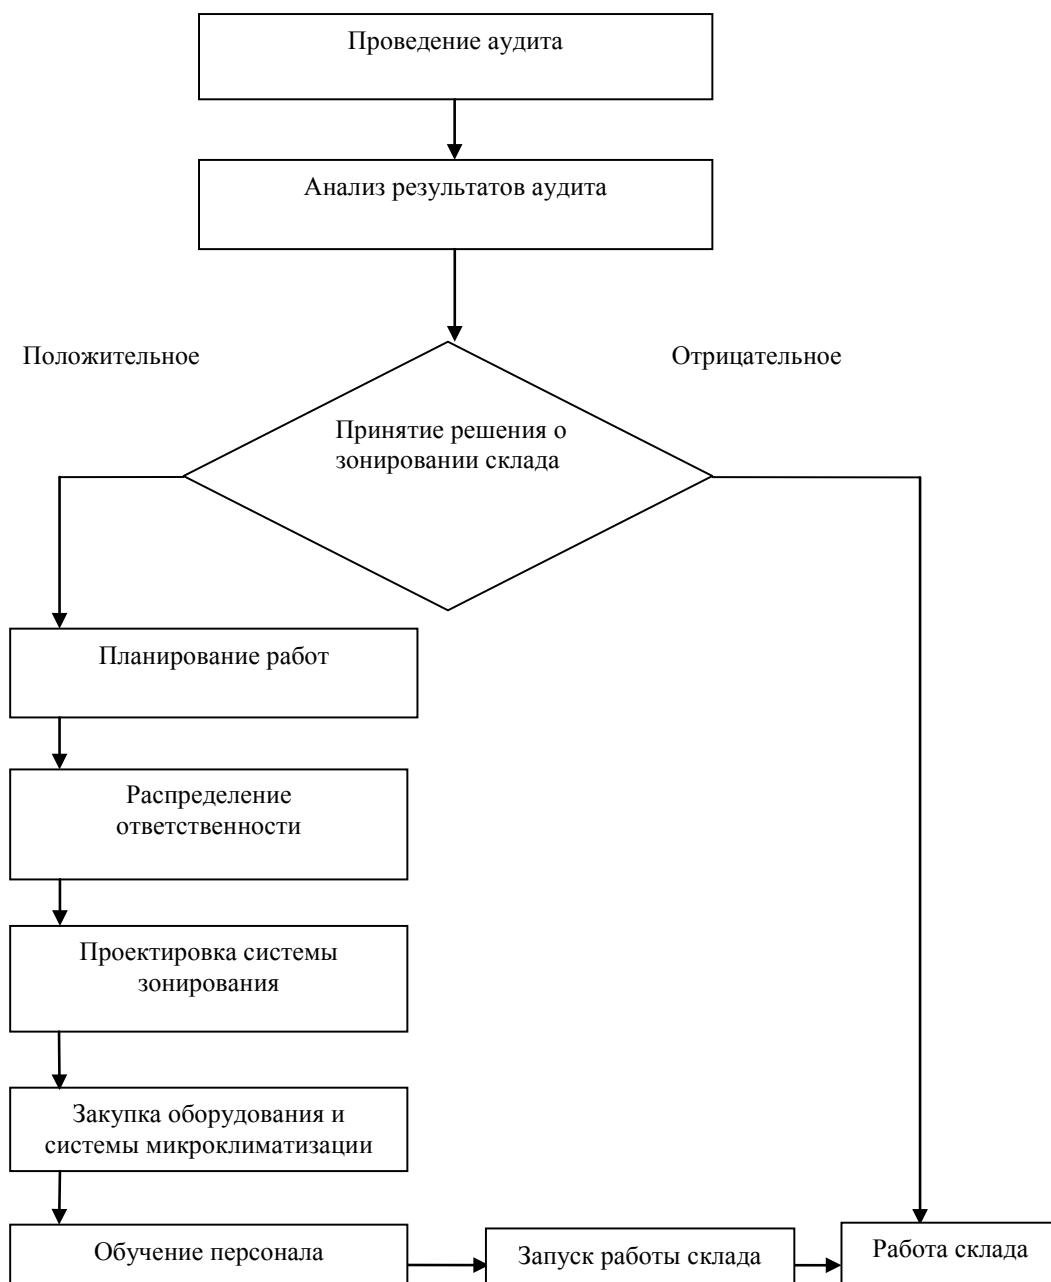 Проведение аудита
Анализ результатов аудита
Положительное
Отрицательное
Принятие решения о
зонировании склада
Планирование работ
Распределение
ответственности
Проектировка системы
зонирования
Закупка оборудования и
системы микроклиматизации
Обучение персонала
Запуск работы склада
Работа склада